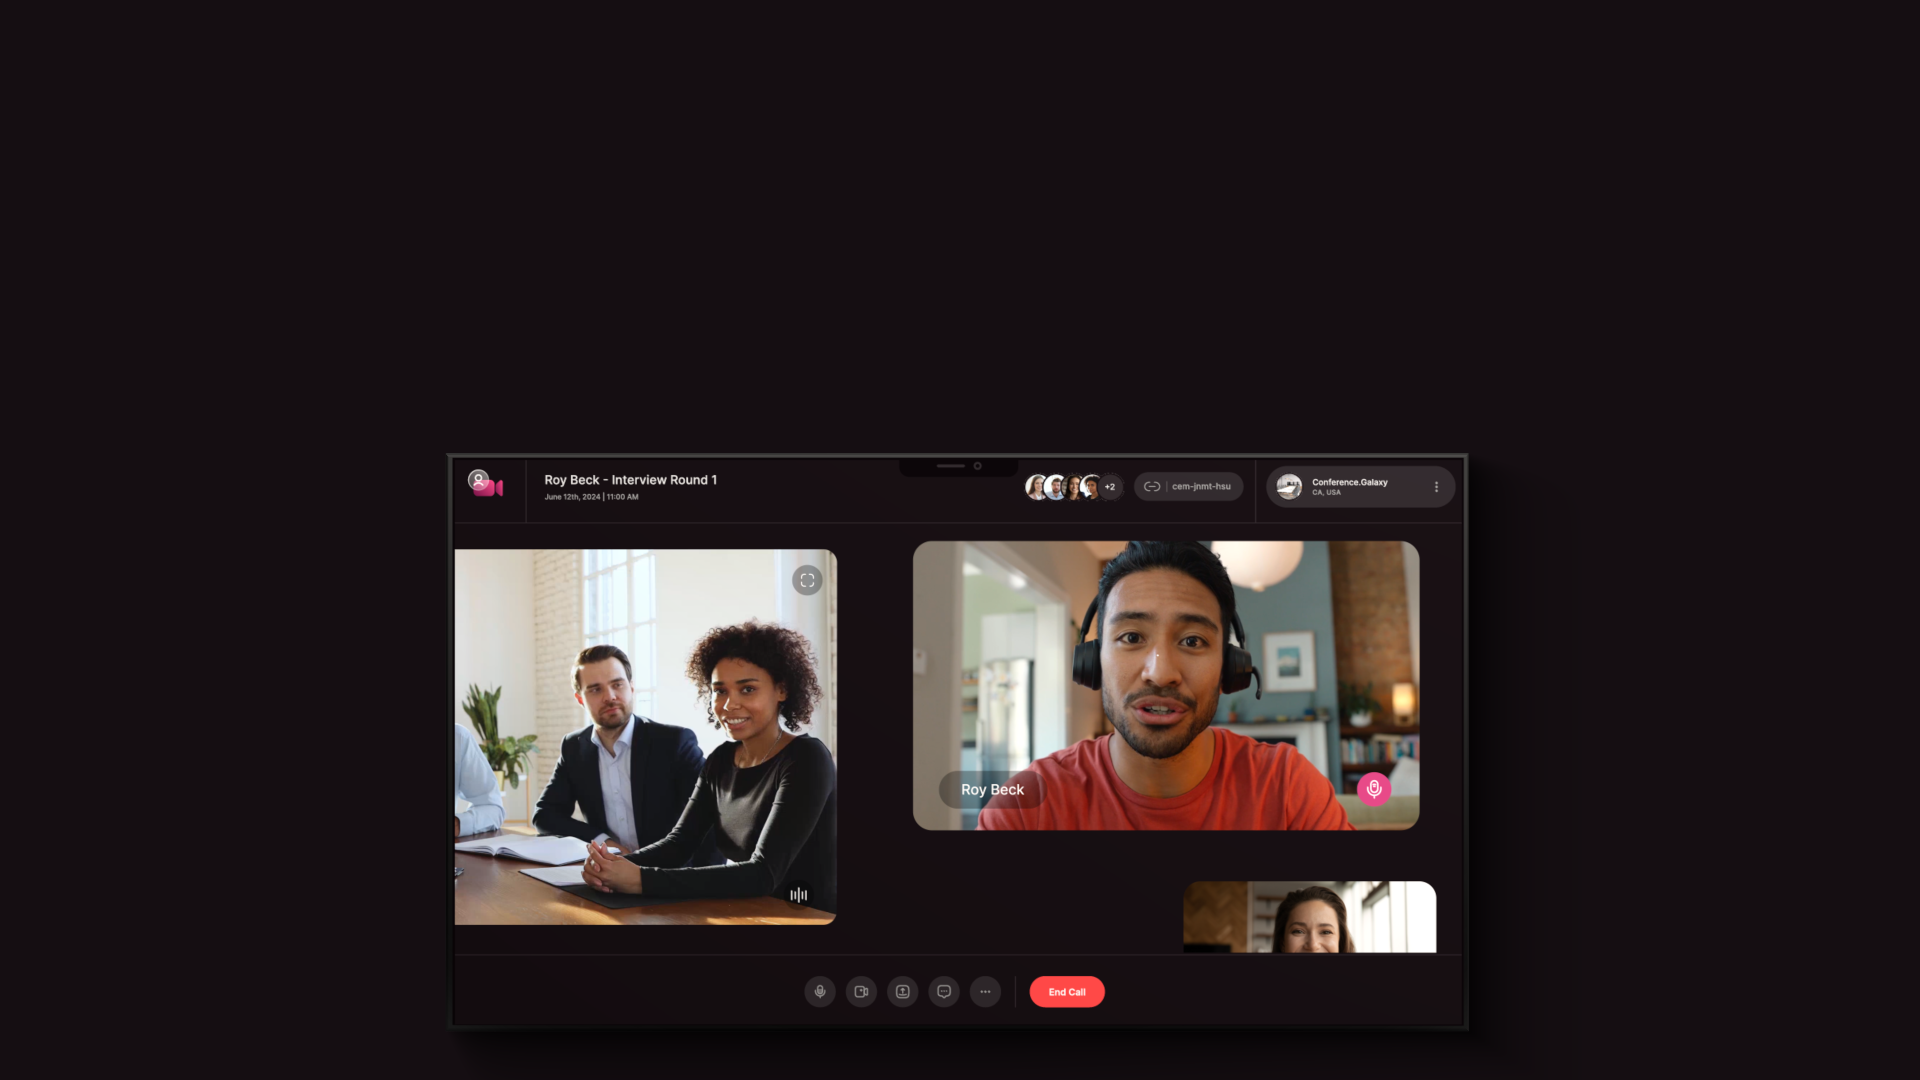 Roy Beck - Interview Round 1
June 12th, 2024 | 11:00 AM
+2
cem-jnmt-hsu
Conference.Galaxy
CA, USA
Roy Beck
End Call